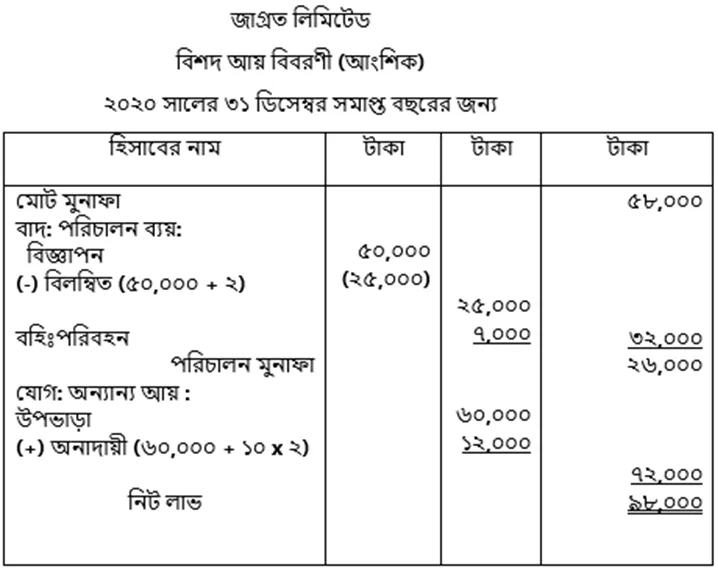 জাগ্রত লিমিটেড
বিশদ আয় বিবরণী (আংশিক)
২০২০ সালের ৩১ ডিসেম্বর সমাপ্ত বছরের জন্য
হিসাবের নাম টাকা টাকা টাকা
মোট মুনাফা ৫৮,০০০
বাদ: পরিচালন ব্যয়:
বিজ্ঞাপন ৫০,০০০
(-) বিলম্বিত (৫০,০০০ + ২) (২৫,০০০)
২৫,০০০
বহিঃপরিবহন ৭,০০০ ৩২,০০০
পরিচালন মুনাফা ২৬,০০০
যোগ: অন্যান্য আয় :
উপভাড়া ৬০,০০০
(+) অনাদায়ী (৬০,০০০ + ১০ x ২) ১২,০০০
৭২,০০০
নিট লাভ ৯৮,০০০